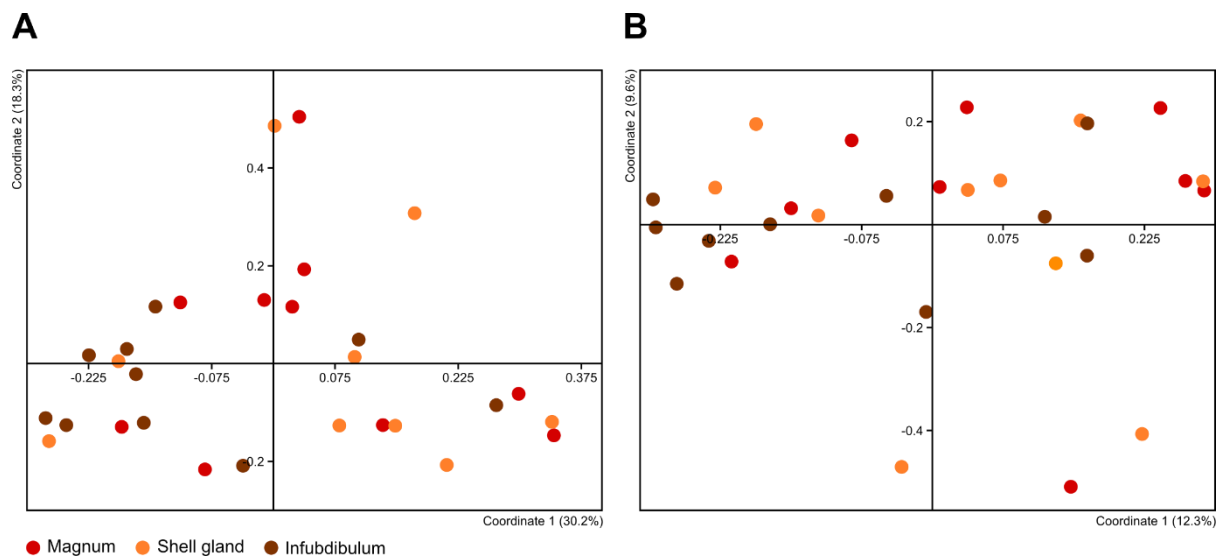 A
B
Coordinate 2 (18.3%)
0.4
0.2
-0.225
-0.075
0.075
0.225
0.375
-0.2
Coordinate 1 (30.2%)
Coordinate 2 (9.6%)
0.2
-0.225
-0.075
0.075
0.225
-0.2
-0.4
Coordinate 1 (12.3%)
Magnum Shell gland Infubdibulum